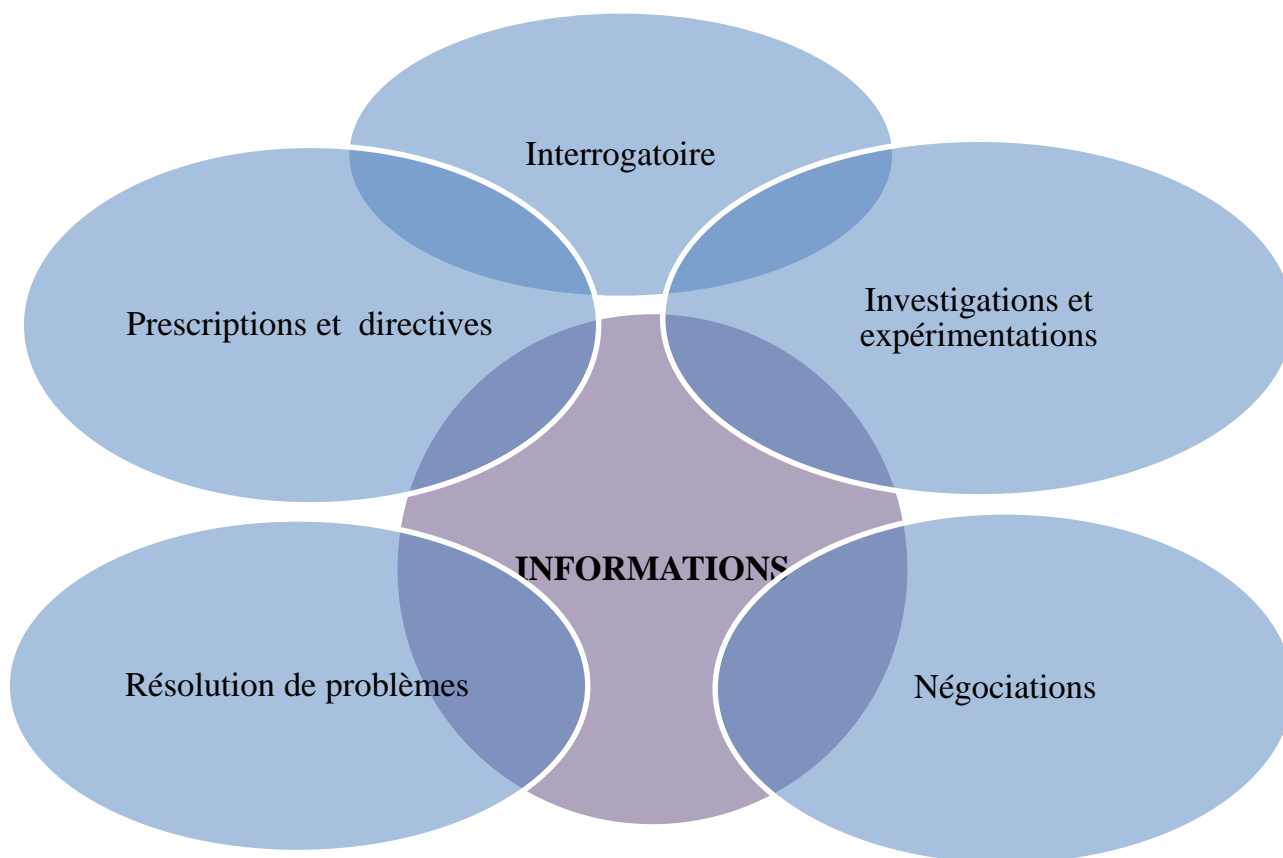 Interrogatoire
Prescriptions et  directives
Investigations et
expérimentations
INFORMATIONS
Résolution de problèmes
Négociations